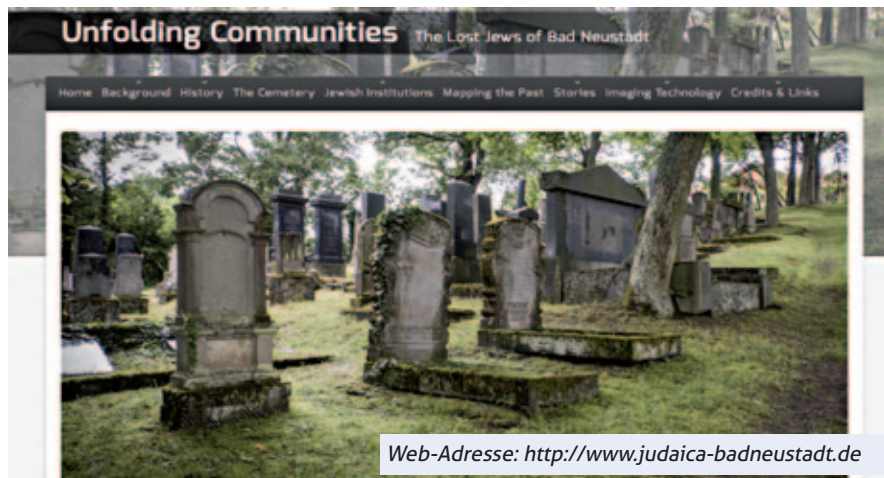 Unfolding Communities The Lost Jews of Bad Neustadt
Home Background History The Cemetery Jewish Institutions Mapping the Past Stories Imaging Technology Credits & Links
Web-Adresse: http://www.judaica-badneustadt.de